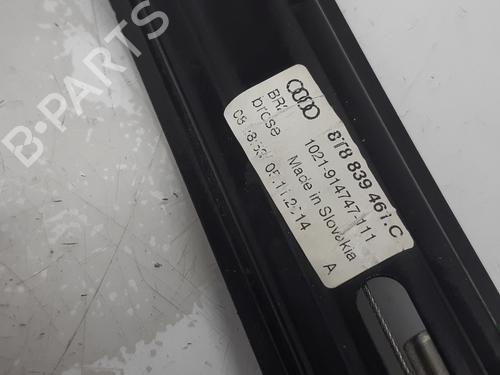 B-PARTS
8T8 839 461 C
1021-914747-111
brose
Made in Slovakia
A